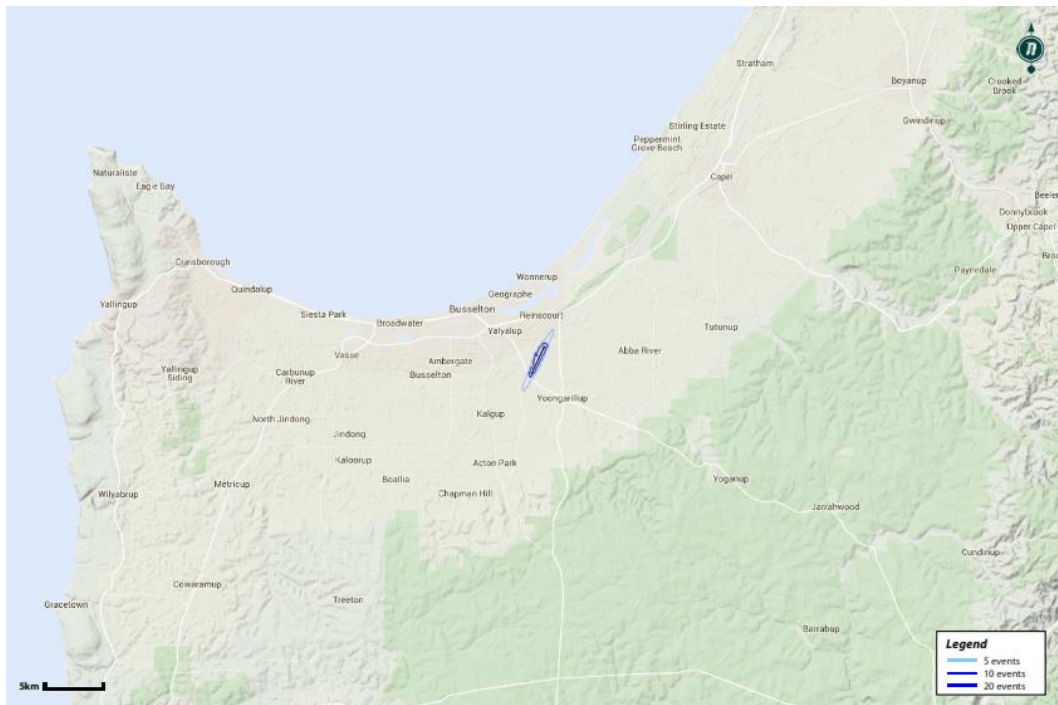 Stratham
Boyanup
Crooked
Brook
Gwindinup
Stirling Estate
Peppermint
Grove Beach
Naturaliste
Eagle Bay
Capel
Donnybrook
Upper Capel
Dunsborough
Paynedale
Wonnerup
Quindalup
Geographe
Yallingup
Siesta Park
Busselton
Reinscourt
Broadwater
Yalyalup
Tutunup
Vasse
Abba River
Ambergate
Yallingup
Siding
Carbunup
River
Busselton
Yoongarillup
Kalgup
North Jindong
Jindong
Kaloorup
Acton Park
Boallia
Yoganup
Metricup
Wilyabrup
Chapman Hill
Jarrahwood
Cundinup
Cowaramup
Treeton
Gracetown
Barrabup
Legend
5 events
10 events
20 events
5km